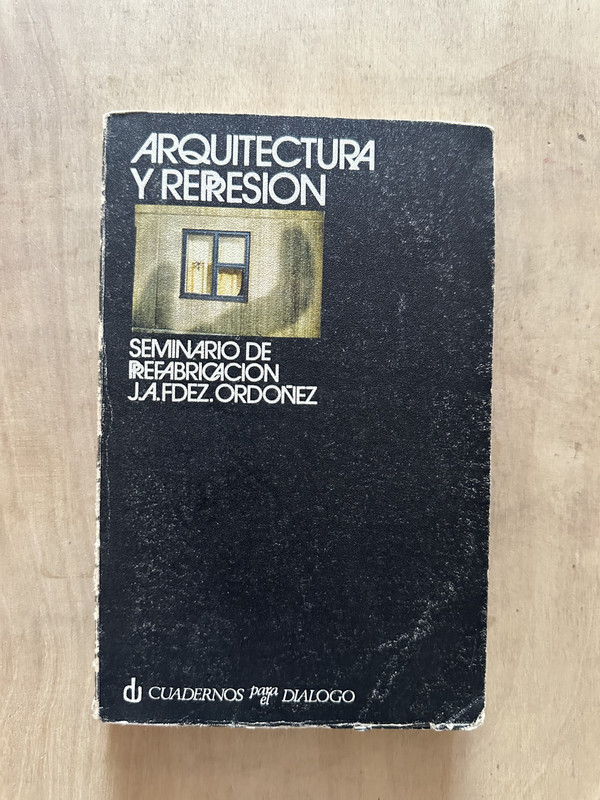 ARQUITECTURA
Y REPRESION
SEMINARIO DE
PREFABRICACION
J.A.FDEZ.ORDOÑEZ
CUADERNOS para el DIALOGO